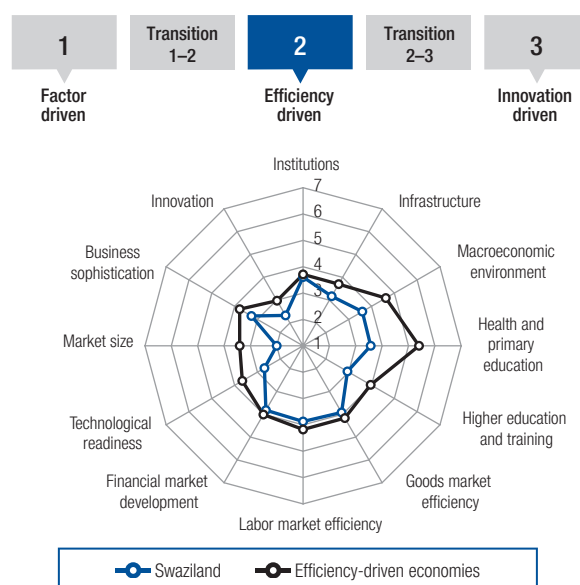 1
Transition
1–2
2
Transition
2–3
3
Factor
driven
Efficiency
driven
Innovation
driven
Institutions
Infrastructure
Macroeconomic
environment
Health and
primary
education
Higher education
and training
Goods market
efficiency
Labor market efficiency
Financial market
development
Technological
readiness
Market size
Business
sophistication
Innovation
7
6
5
4
3
2
1
Swaziland
Efficiency-driven economies